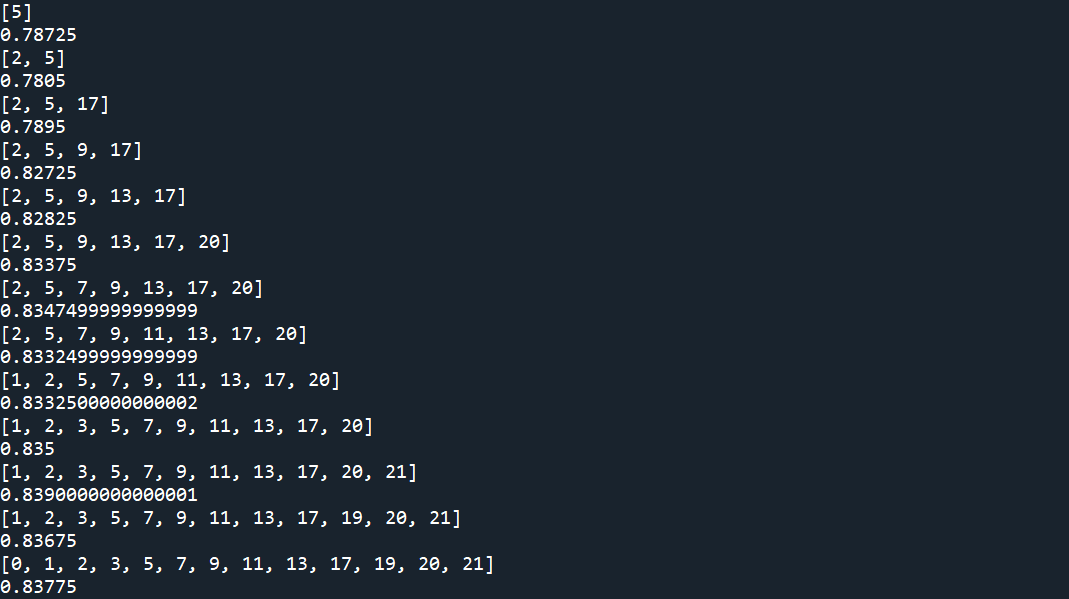 [5]
0.78725
[2, 5]
0.7805
[2, 5, 17]
0.7895
[2, 5, 9, 17]
0.82725
[2, 5, 9, 13, 17]
0.82825
[2, 5, 9, 13, 17, 20]
0.83375
[2, 5, 7, 9, 13, 17, 20]
0.8347499999999999
[2, 5, 7, 9, 11, 13, 17, 20]
0.8332499999999999
[1, 2, 5, 7, 9, 11, 13, 17, 20]
0.8332500000000002
[1, 2, 3, 5, 7, 9, 11, 13, 17, 20]
0.835
[1, 2, 3, 5, 7, 9, 11, 13, 17, 20, 21]
0.8390000000000001
[1, 2, 3, 5, 7, 9, 11, 13, 17, 19, 20, 21]
0.83675
[0, 1, 2, 3, 5, 7, 9, 11, 13, 17, 19, 20, 21]
0.83775